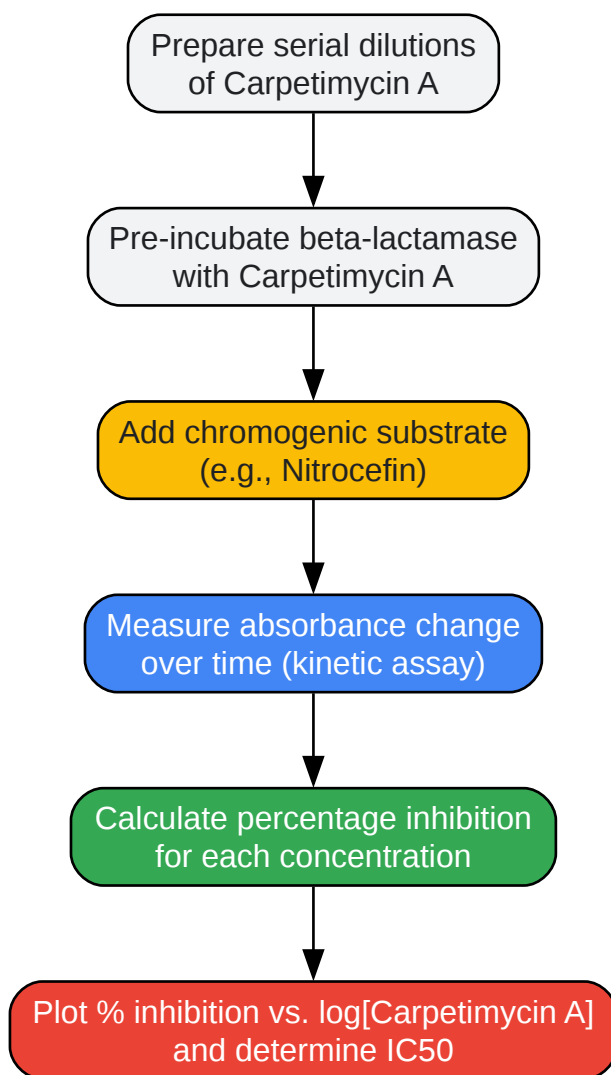 Prepare serial dilutions
of Carpetimycin A
Pre-incubate beta-lactamase
with Carpetimycin A
Add chromogenic substrate
(e.g., Nitrocefin)
Measure absorbance change
over time (kinetic assay)
Calculate percentage inhibition
for each concentration
Plot % inhibition vs. log[Carpetimycin A]
and determine IC50